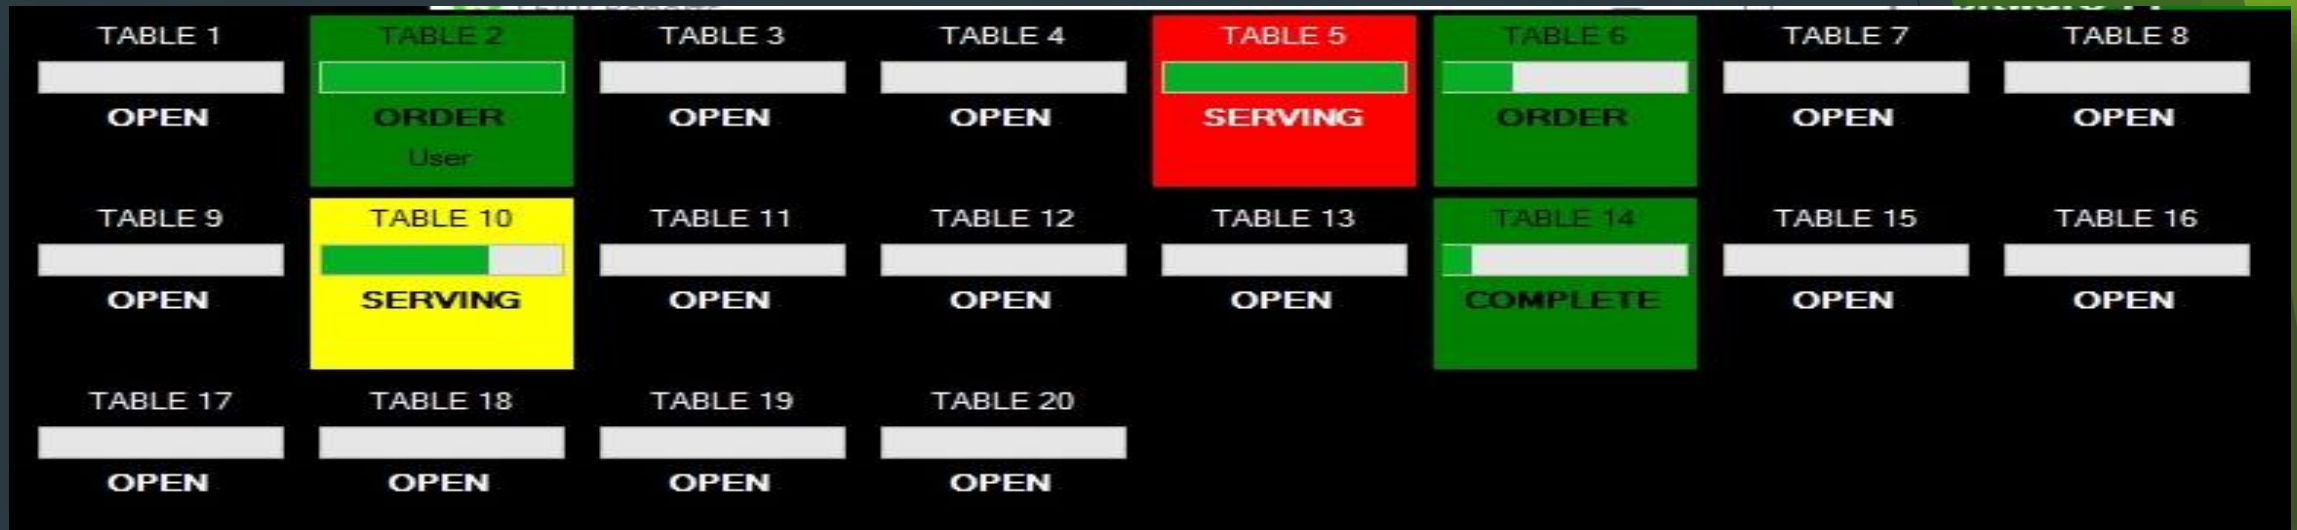 TABLE 1 TABLE 2 TABLE 3 TABLE 4 TABLE 5 TABLE 6 TABLE 7 TABLE 8
OPEN ORDER OPEN OPEN SERVING ORDER OPEN OPEN
User
TABLE 9 TABLE 10 TABLE 11 TABLE 12 TABLE 13 TABLE 14 TABLE 15 TABLE 16
OPEN SERVING OPEN OPEN OPEN COMPLETE OPEN OPEN
TABLE 17 TABLE 18 TABLE 19 TABLE 20
OPEN OPEN OPEN OPEN